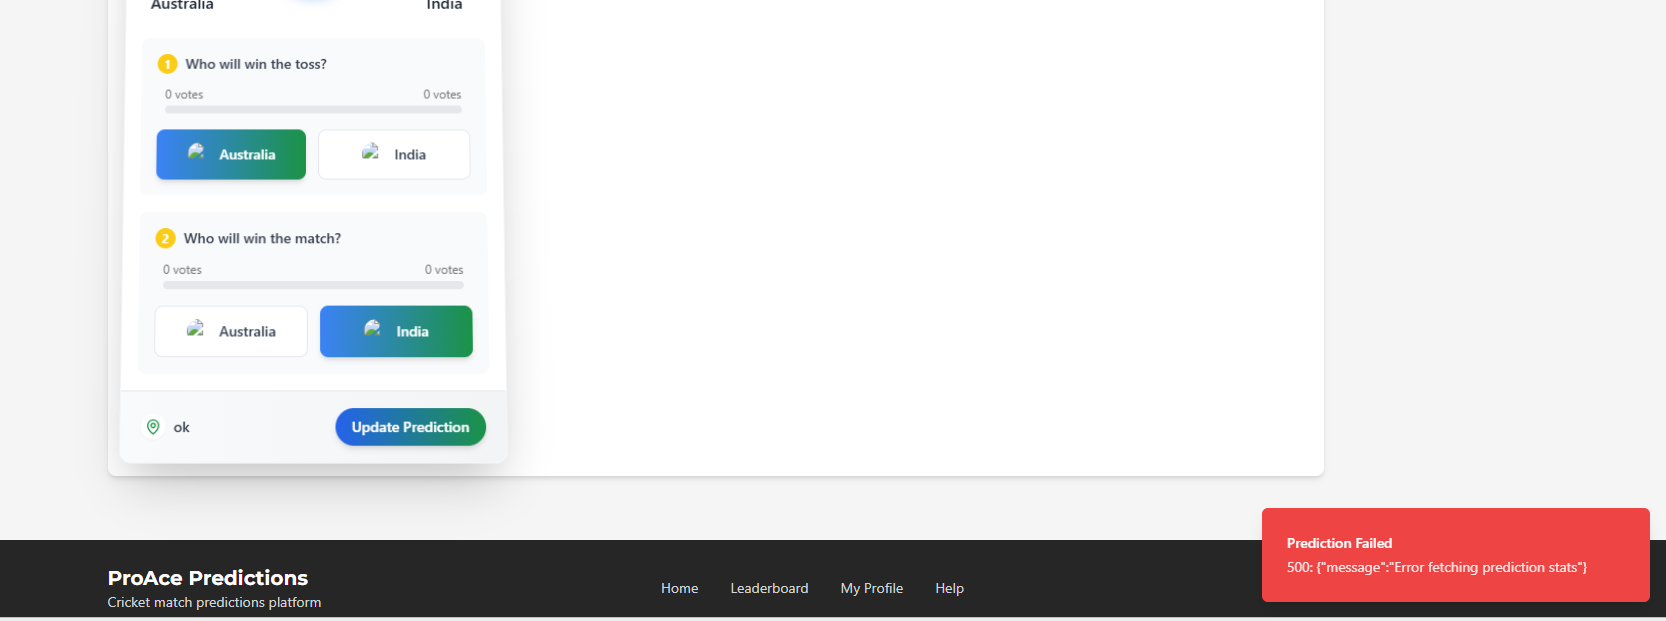 Australia India
1 Who will win the toss?
0 votes 0 votes
Australia India
2 Who will win the match?
0 votes 0 votes
Australia India
ok Update Prediction
Prediction Failed
500: {"message":"Error fetching prediction stats"}
ProAce Predictions
Cricket match predictions platform
Home Leaderboard My Profile Help